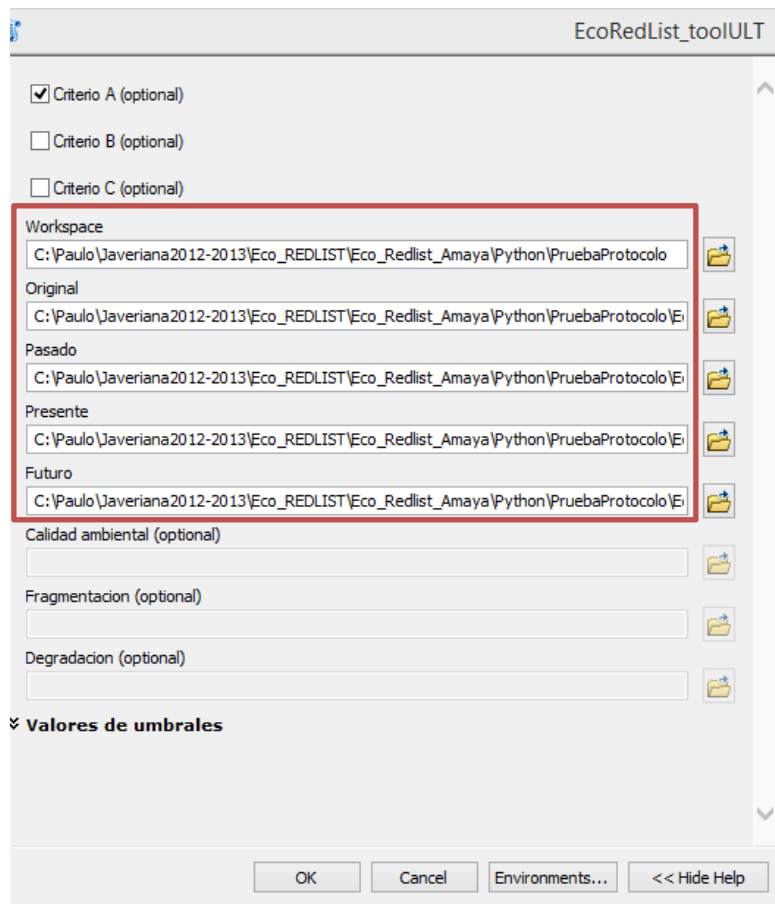 EcoRedList_toolULT
Criterio A (optional)
Criterio B (optional)
Criterio C (optional)
Workspace
C:\Paulo\Javeriana2012-2013\Eco_REDLIST\Eco_Redlist_Amaya\Python\PruebaProtocolo
Original
C:\Paulo\Javeriana2012-2013\Eco_REDLIST\Eco_Redlist_Amaya\Python\PruebaProtocolo\E
Pasado
C:\Paulo\Javeriana2012-2013\Eco_REDLIST\Eco_Redlist_Amaya\Python\PruebaProtocolo\E
Presente
C:\Paulo\Javeriana2012-2013\Eco_REDLIST\Eco_Redlist_Amaya\Python\PruebaProtocolo\E
Futuro
C:\Paulo\Javeriana2012-2013\Eco_REDLIST\Eco_Redlist_Amaya\Python\PruebaProtocolo\E
Calidad ambiental (optional)
Fragmentacion (optional)
Degradacion (optional)
Valores de umbrales
OK Cancel Environments... << Hide Help